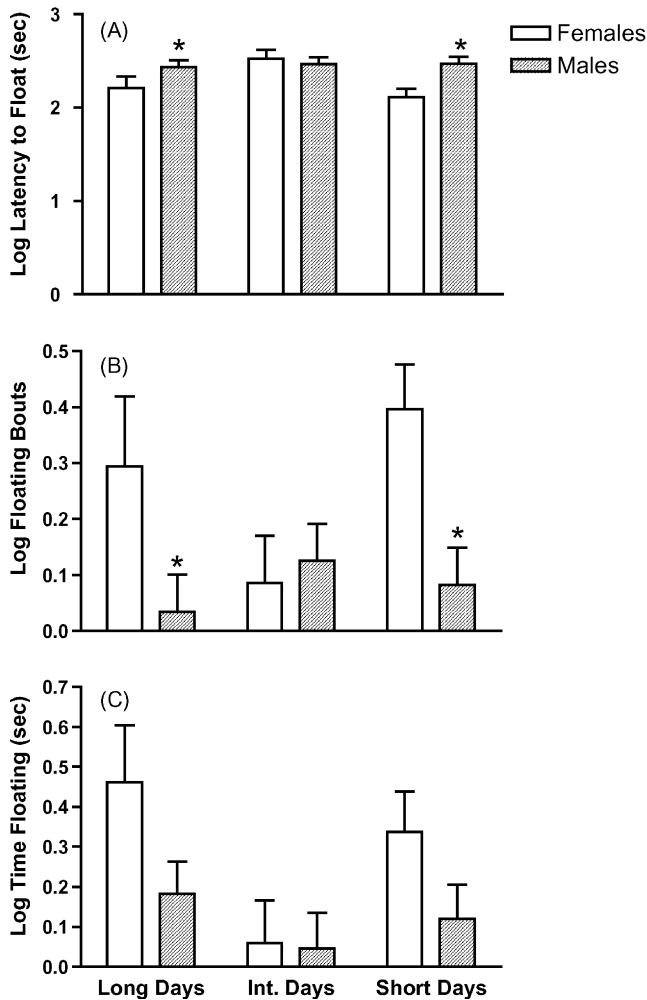 (A)
Females
Males
Log Latency to Float (sec)
3
2
1
0
*
*
(B)
Log Floating Bouts
0.5
0.4
0.3
0.2
0.1
0.0
*
*
(C)
Log Time Floating (sec)
0.7
0.6
0.5
0.4
0.3
0.2
0.1
0.0
Long Days Int. Days Short Days